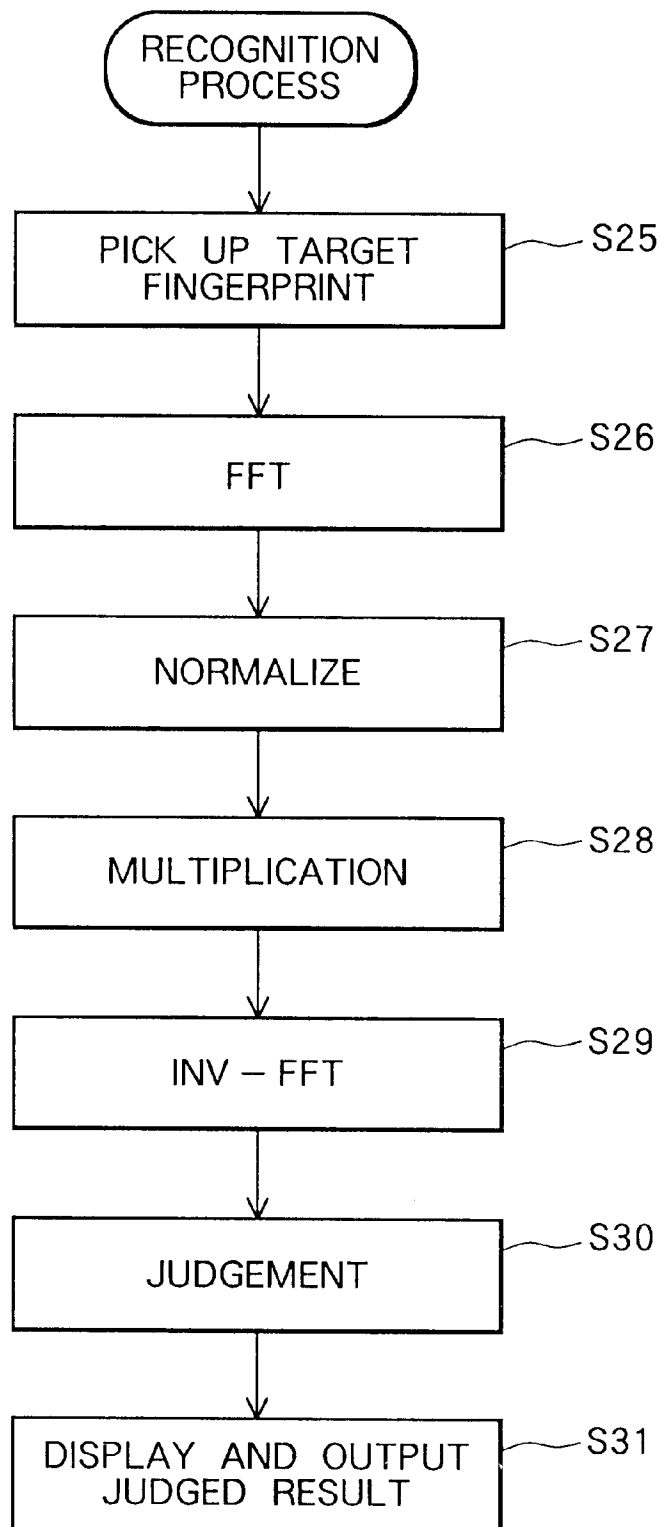 RECOGNITION
PROCESS
PICK UP TARGET
FINGERPRINT
S25
FFT
S26
NORMALIZE
S27
MULTIPLICATION
S28
INV – FFT
S29
JUDGEMENT
S30
DISPLAY AND OUTPUT
JUDGED RESULT
S31